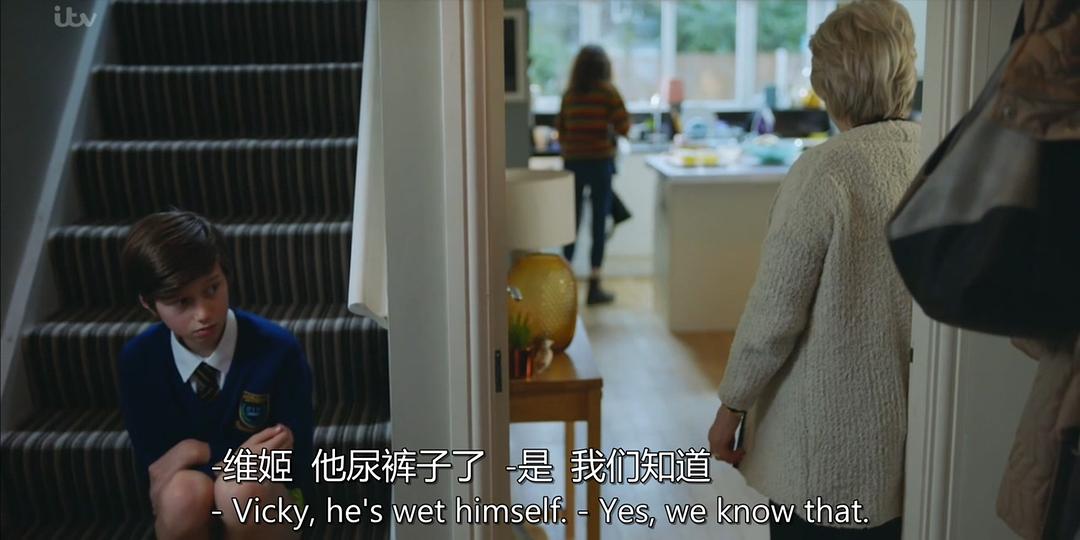 itv
-维姬 他尿裤子了 -是 我们知道
- Vicky, he's wet himself. - Yes, we know that.